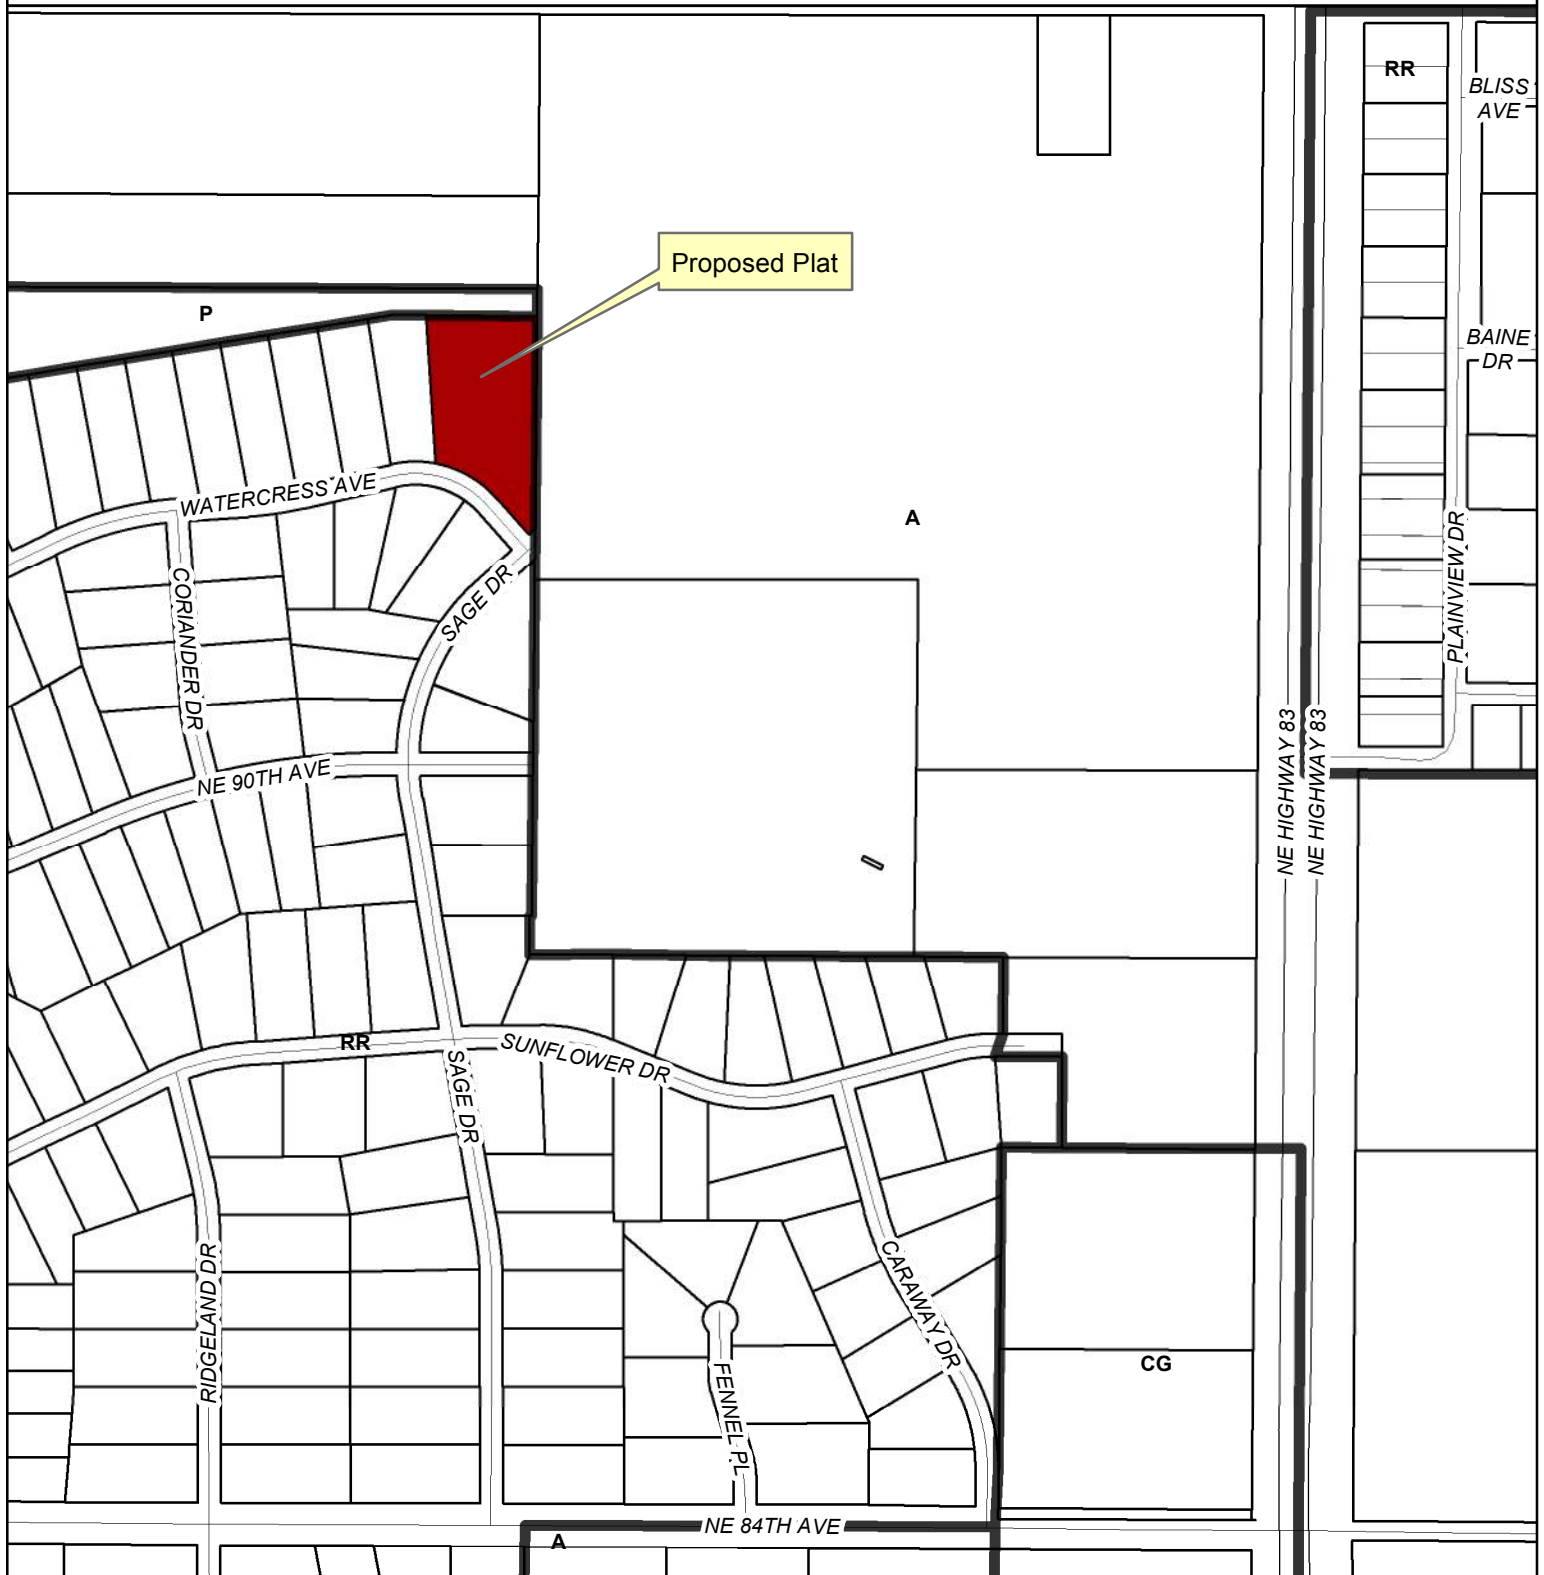 RR
BLISS
AVE
Proposed Plat
P
BAINE
DR
WATERCRESS AVE
A
PLAINVIEW DR
SAGE DR
CORIANDER DR
NE HIGHWAY 83
NE HIGHWAY 83
NE 90TH AVE
RR
SUNFLOWER DR
SAGE DR
RIDGELAND DR
CARAWAY DR
CG
FENNEL PL
NE 84TH AVE
A